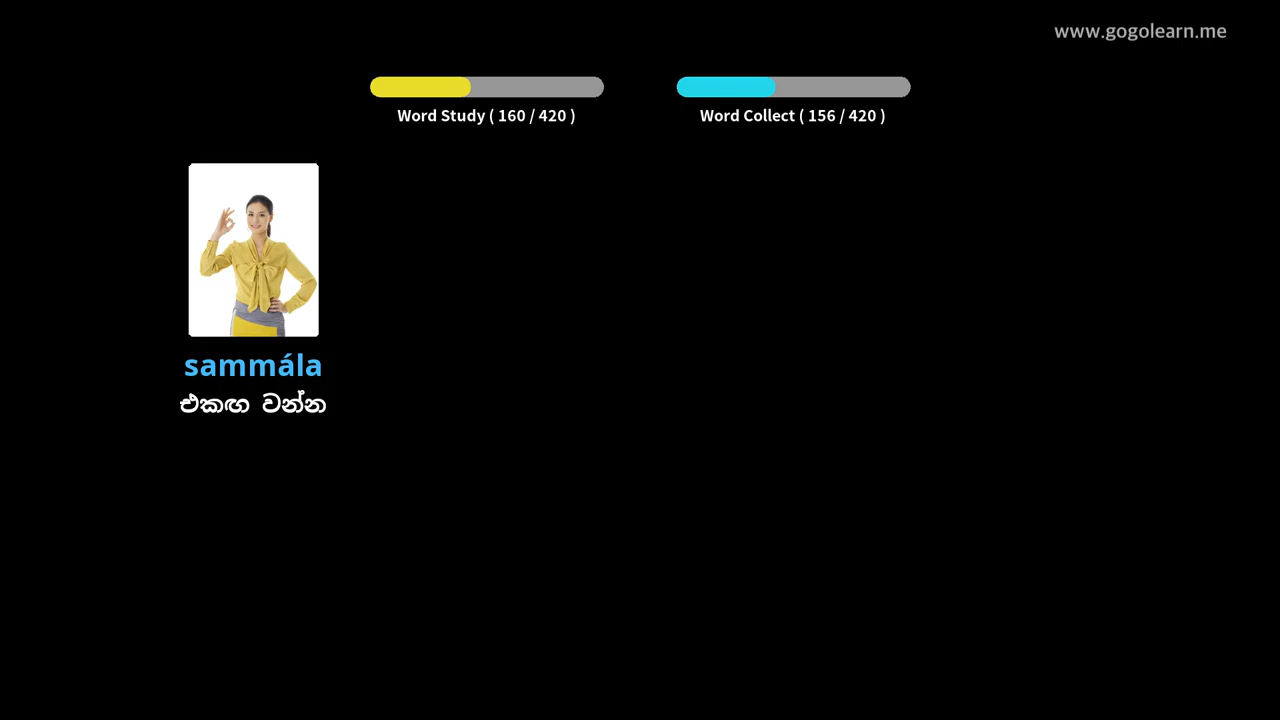 www.gogolearn.me
Word Study ( 160 / 420 )
Word Collect ( 156 / 420 )
sammála
එකඟ වන්න